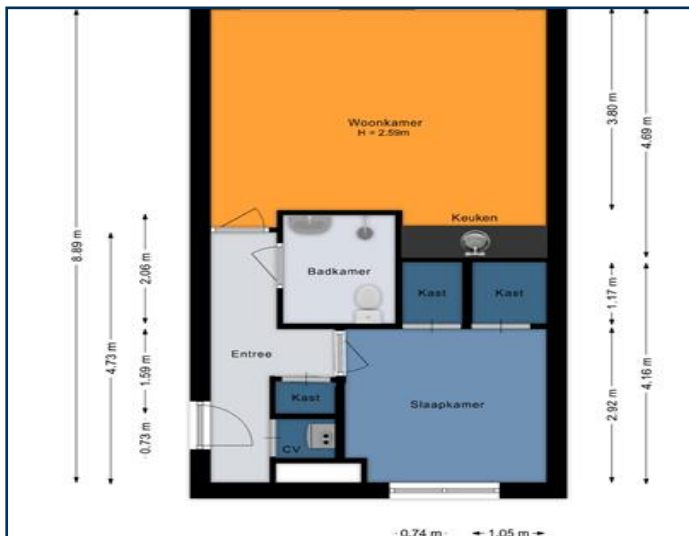 Woonkamer
H = 2.59m
Keuken
Badkamer
Kast
Kast
Entree
Kast
Slaapkamer
CV
8.89 m
4.73 m
2.06 m
1.59 m
0.73 m
3.80 m
4.69 m
1.17 m
2.92 m
4.16 m
0.74 m
1.05 m